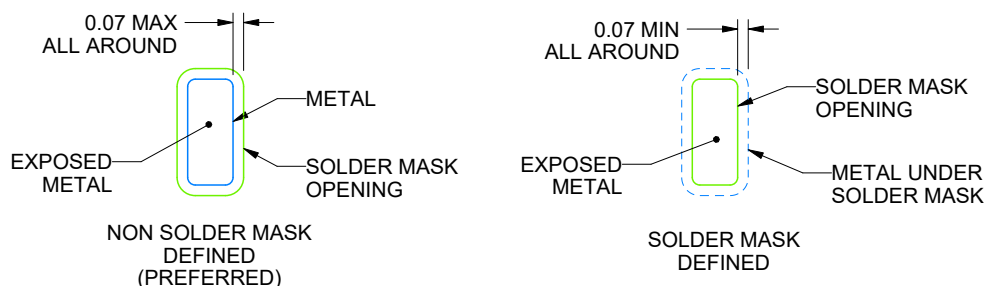 0.07 MAX
ALL AROUND
METAL
EXPOSED
METAL
SOLDER MASK
OPENING
NON SOLDER MASK
DEFINED
(PREFERRED)
0.07 MIN
ALL AROUND
SOLDER MASK
OPENING
EXPOSED
METAL
METAL UNDER
SOLDER MASK
SOLDER MASK
DEFINED